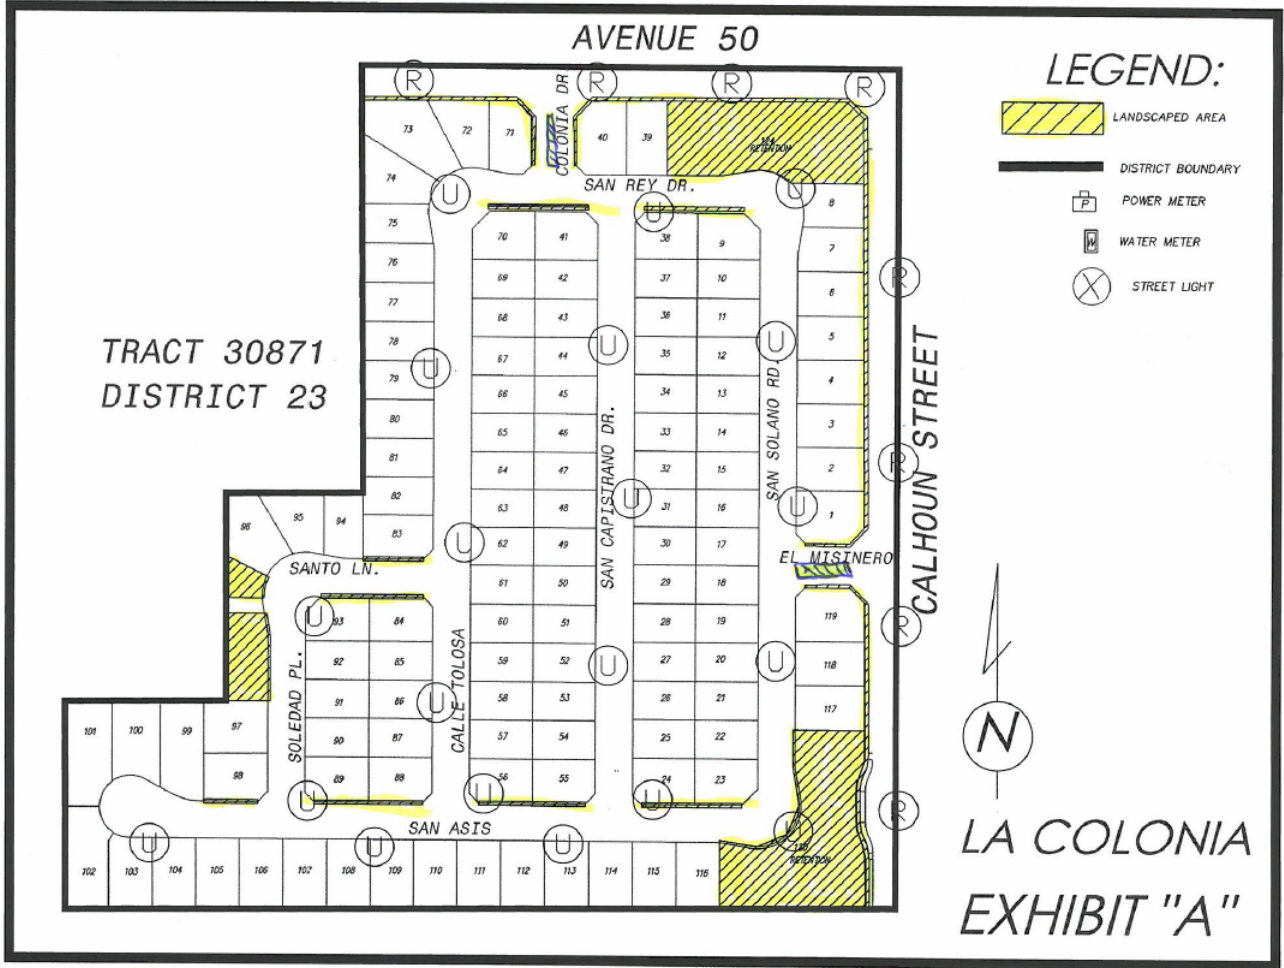 AVENUE 50
LEGEND:
LANDSCAPED AREA
DISTRICT BOUNDARY
P POWER METER
W WATER METER
X STREET LIGHT
R R R R
COLONIA DR.
73 72 71 40 39
RETENTION
SAN REY DR.
74 U U U 8
75 70 41 38 9 7
76 69 42 37 10 6 R
77 68 43 36 11 5
78 67 44 U 35 12 U 4
79 U 66 45 34 13 3
80 65 46 33 14 2
81 64 47 32 15 1
82 63 48 U 31 16 U
83 62 49 30 17
61 50 29 18
60 51 28 19
59 52 27 20
58 53 26 21
57 54 25 22
56 55 24 23
TRACT 30871
DISTRICT 23
SAN CAPISTRANO DR.
SAN SOLANO RD.
CALHOUN STREET
R
96 95 94
U
SANTO LN.
EL MISINERO
U 93 84 119 R
92 85 U U 118
91 86 U 117
90 87
89 88
SOLEDAD PL.
CALLE TOLOSA
101 100 99 97
98
U U U
R
SAN ASIS
U U U U
120
RETENTION
102 103 104 105 106 107 108 109 110 111 112 113 114 115 116
N
LA COLONIA
EXHIBIT "A"